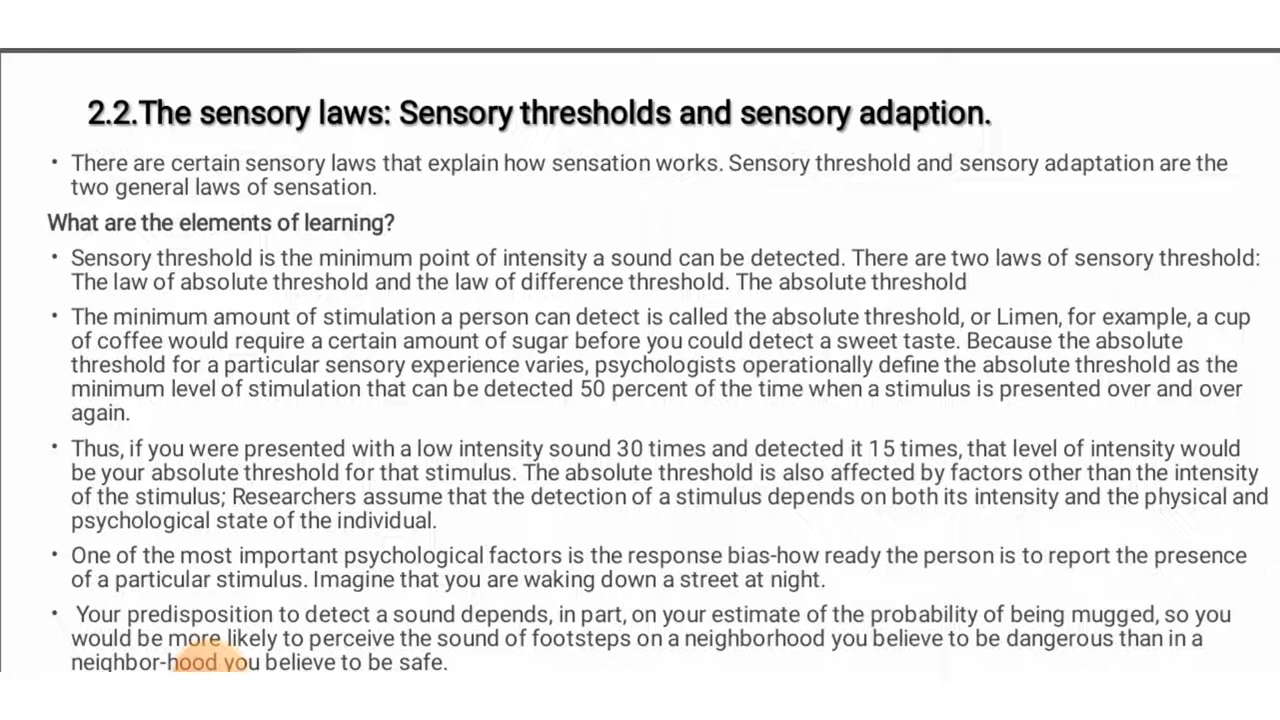 2.2.The sensory laws: Sensory thresholds and sensory adaption.
• There are certain sensory laws that explain how sensation works. Sensory threshold and sensory adaptation are the
two general laws of sensation.
What are the elements of learning?
• Sensory threshold is the minimum point of intensity a sound can be detected. There are two laws of sensory threshold:
The law of absolute threshold and the law of difference threshold. The absolute threshold
• The minimum amount of stimulation a person can detect is called the absolute threshold, or Limen, for example, a cup
of coffee would require a certain amount of sugar before you could detect a sweet taste. Because the absolute
threshold for a particular sensory experience varies, psychologists operationally define the absolute threshold as the
minimum level of stimulation that can be detected 50 percent of the time when a stimulus is presented over and over
again.
• Thus, if you were presented with a low intensity sound 30 times and detected it 15 times, that level of intensity would
be your absolute threshold for that stimulus. The absolute threshold is also affected by factors other than the intensity
of the stimulus; Researchers assume that the detection of a stimulus depends on both its intensity and the physical and
psychological state of the individual.
• One of the most important psychological factors is the response bias-how ready the person is to report the presence
of a particular stimulus. Imagine that you are waking down a street at night.
• Your predisposition to detect a sound depends, in part, on your estimate of the probability of being mugged, so you
would be more likely to perceive the sound of footsteps on a neighborhood you believe to be dangerous than in a
neighbor-hood you believe to be safe.